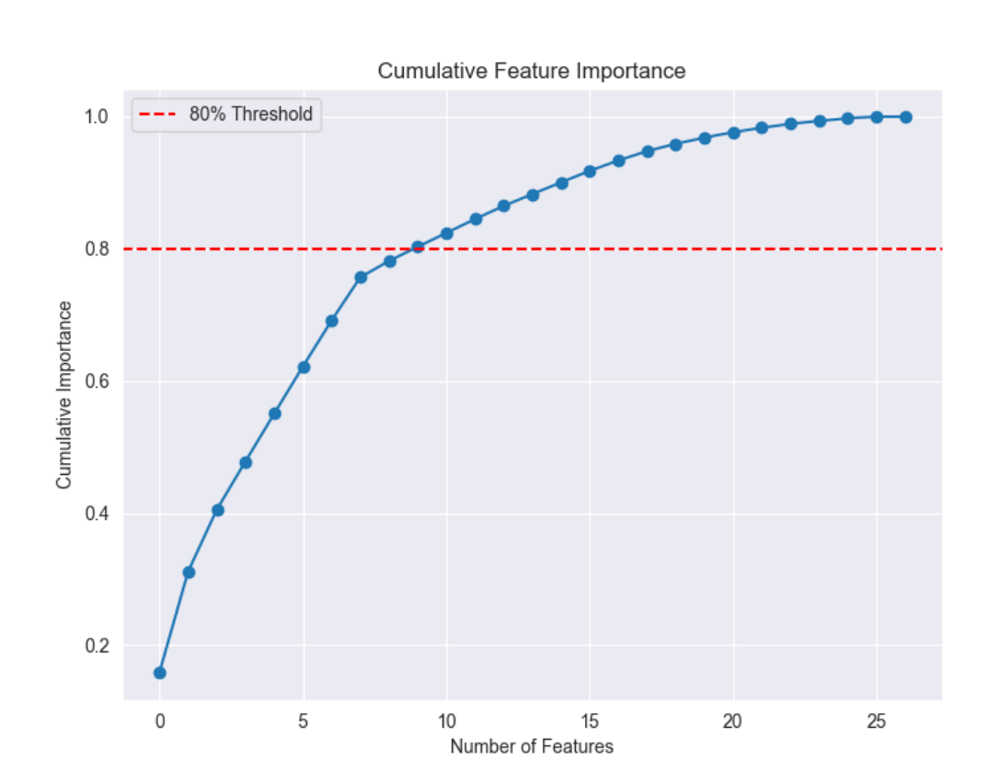 Cumulative Feature Importance
80% Threshold
1.0
0.8
0.6
0.4
0.2
Cumulative Importance
0 5 10 15 20 25
Number of Features